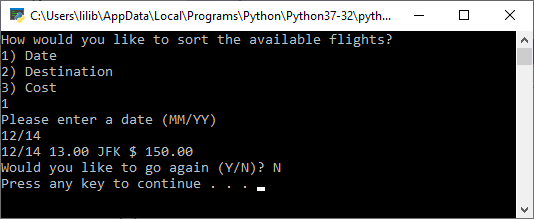 C:\Users\lilib\AppData\Local\Programs\Python\Python37-32\pyth...
How would you like to sort the available flights?
1) Date
2) Destination
3) Cost
1
Please enter a date (MM/YY)
12/14
12/14 13.00 JFK $ 150.00
Would you like to go again (Y/N)? N
Press any key to continue . . .